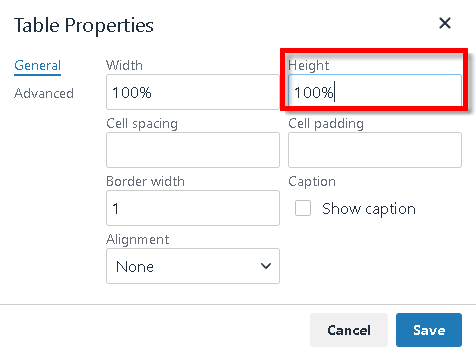 Table Properties
General
Advanced
Width
Height
100%
100%
Cell spacing
Cell padding
Border width
Caption
1
Show caption
Alignment
None
Cancel
Save